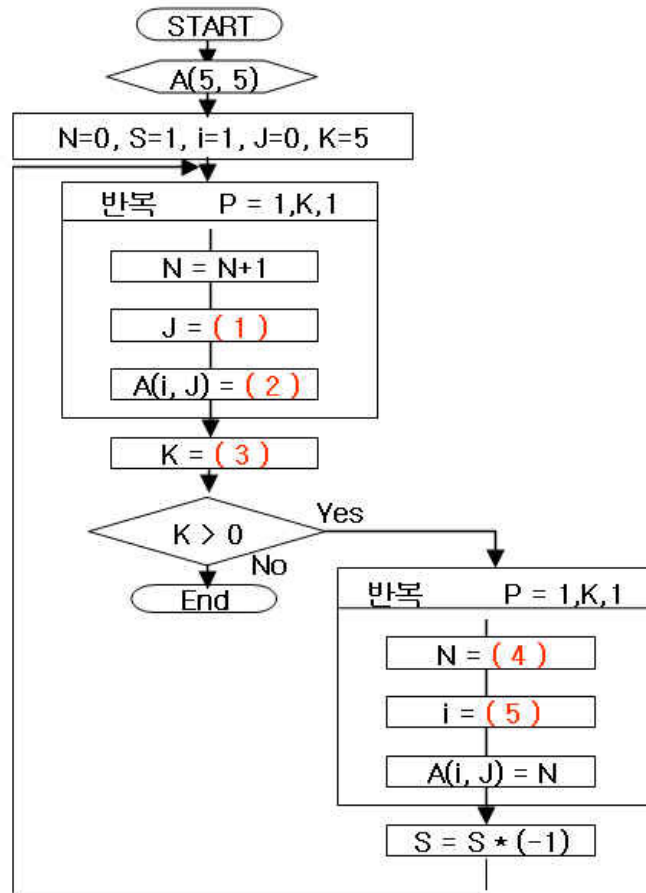 START
A(5, 5)
N=0, S=1, i=1, J=0, K=5
반복 P = 1,K,1
N = N+1
J = ( 1 )
A(i, J) = ( 2 )
K = ( 3 )
K > 0
Yes
No
End
반복 P = 1,K,1
N = ( 4 )
i = ( 5 )
A(i, J) = N
S = S * (-1)